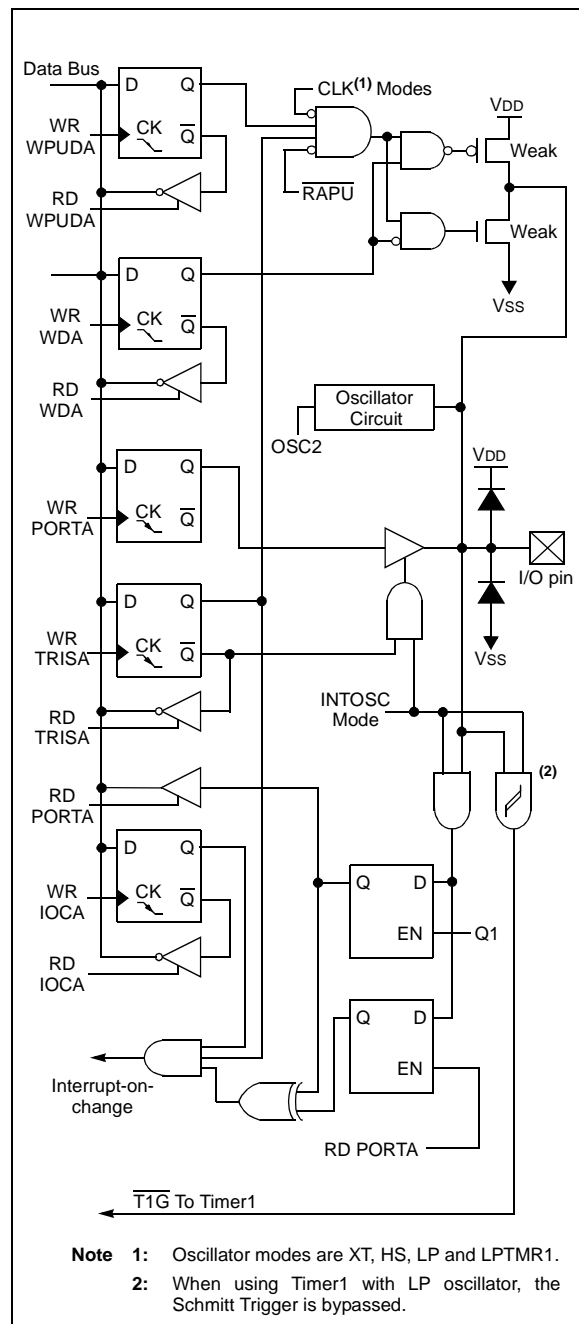 Data Bus
D Q
CLK(1) Modes
VDD
WR
WPUDA
CK
Q
Weak
RAPU
RD
WPUDA
Weak
VSS
D Q
WR
WDA
CK
Q
RD
WDA
Oscillator
Circuit
OSC2
VDD
D Q
WR
PORTA
CK
Q
I/O pin
D Q
VSS
WR
TRISA
CK
Q
INTOSC
Mode
RD
TRISA
(2)
RD
PORTA
D Q
WR
IOCA
CK
Q
Q D
EN
Q1
RD
IOCA
Q D
EN
Interrupt-on-
change
RD PORTA
T1G To Timer1
Note 1: Oscillator modes are XT, HS, LP and LPTMR1.
2: When using Timer1 with LP oscillator, the
Schmitt Trigger is bypassed.